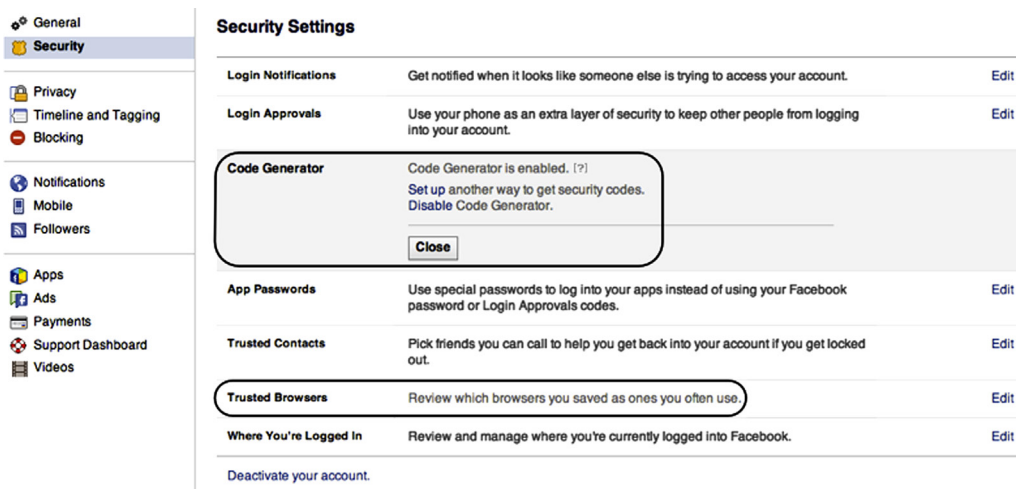 General
Security
Privacy
Timeline and Tagging
Blocking
Notifications
Mobile
Followers
Apps
Ads
Payments
Support Dashboard
Videos
Security Settings
Login Notifications Get notified when it looks like someone else is trying to access your account. Edit
Login Approvals Use your phone as an extra layer of security to keep other people from logging Edit
into your account.
Code Generator Code Generator is enabled. [?]
Set up another way to get security codes.
Disable Code Generator.
Close
App Passwords Use special passwords to log into your apps instead of using your Facebook Edit
password or Login Approvals codes.
Trusted Contacts Pick friends you can call to help you get back into your account if you get locked Edit
out.
Trusted Browsers Review which browsers you saved as ones you often use. Edit
Where You're Logged In Review and manage where you're currently logged into Facebook. Edit
Deactivate your account.